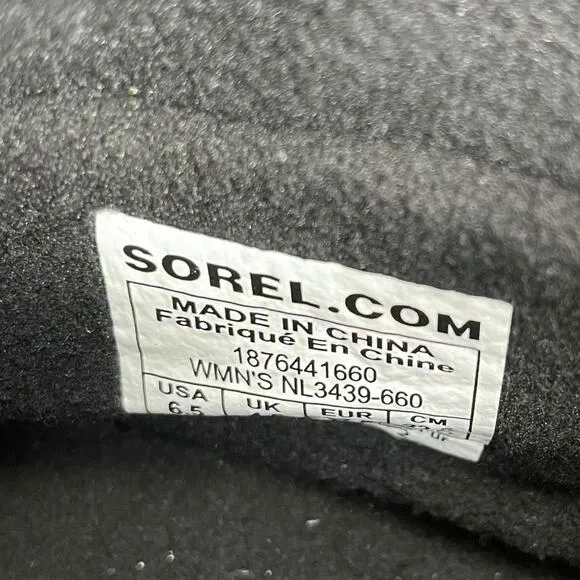 SOREL.COM
MADE IN CHINA
Fabriqué En Chine
1876441660
WMN'S NL3439-660
USA UK EUR CM
6.5